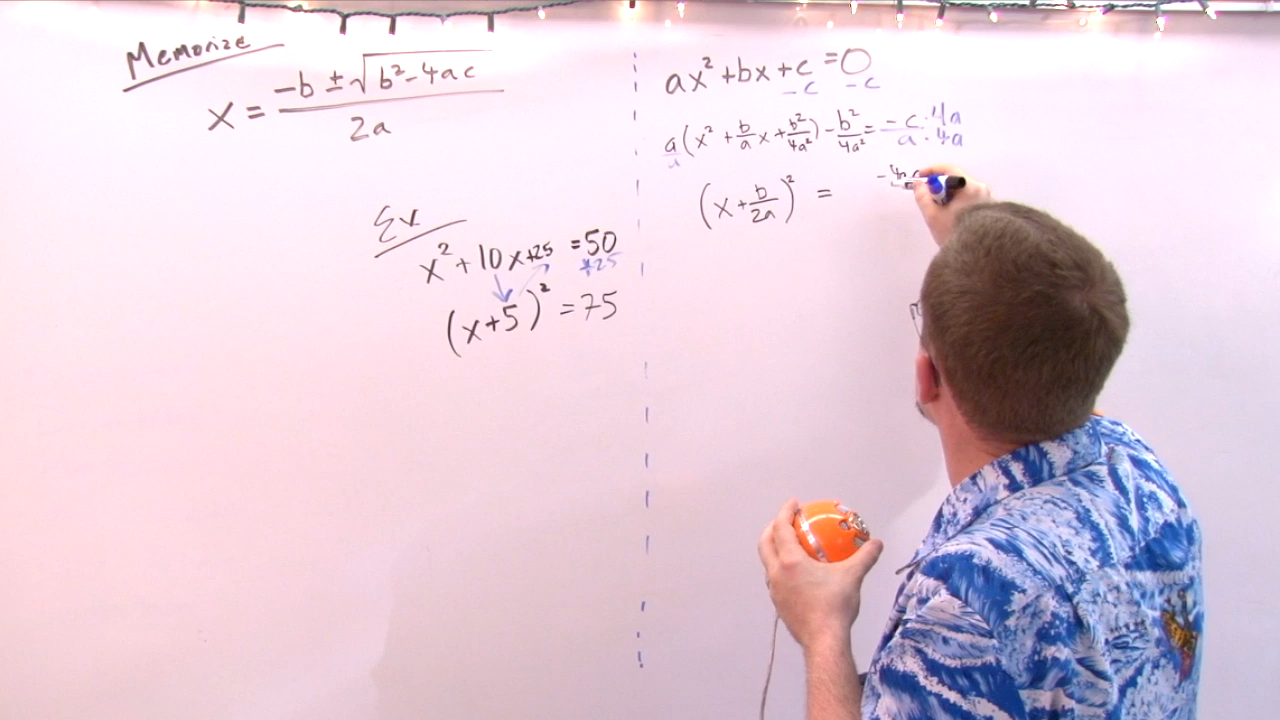 Memorize
x = (-b ± √(b² - 4ac)) / 2a
Ex
x² + 10x + 25 = 50 + 25
(x + 5)² = 75
ax² + bx + c = 0
- c - c
a/a (x² + b/a x + b²/4a²) - b²/4a² = -c · 4a / a · 4a
(x + b/2a)² =